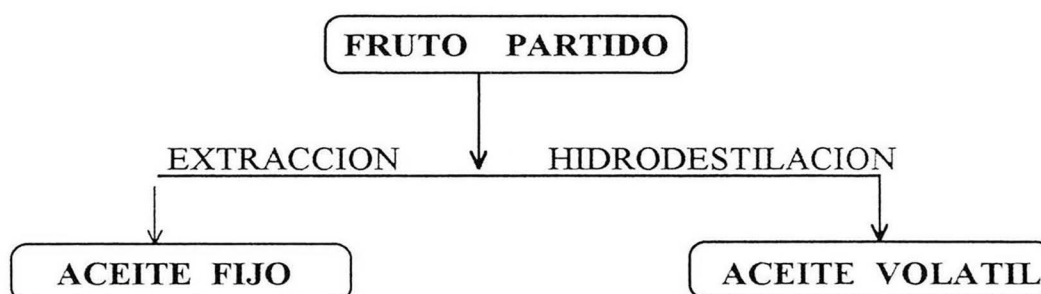 FRUTO PARTIDO
EXTRACCION HIDRODESTILACION
ACEITE FIJO ACEITE VOLATIL